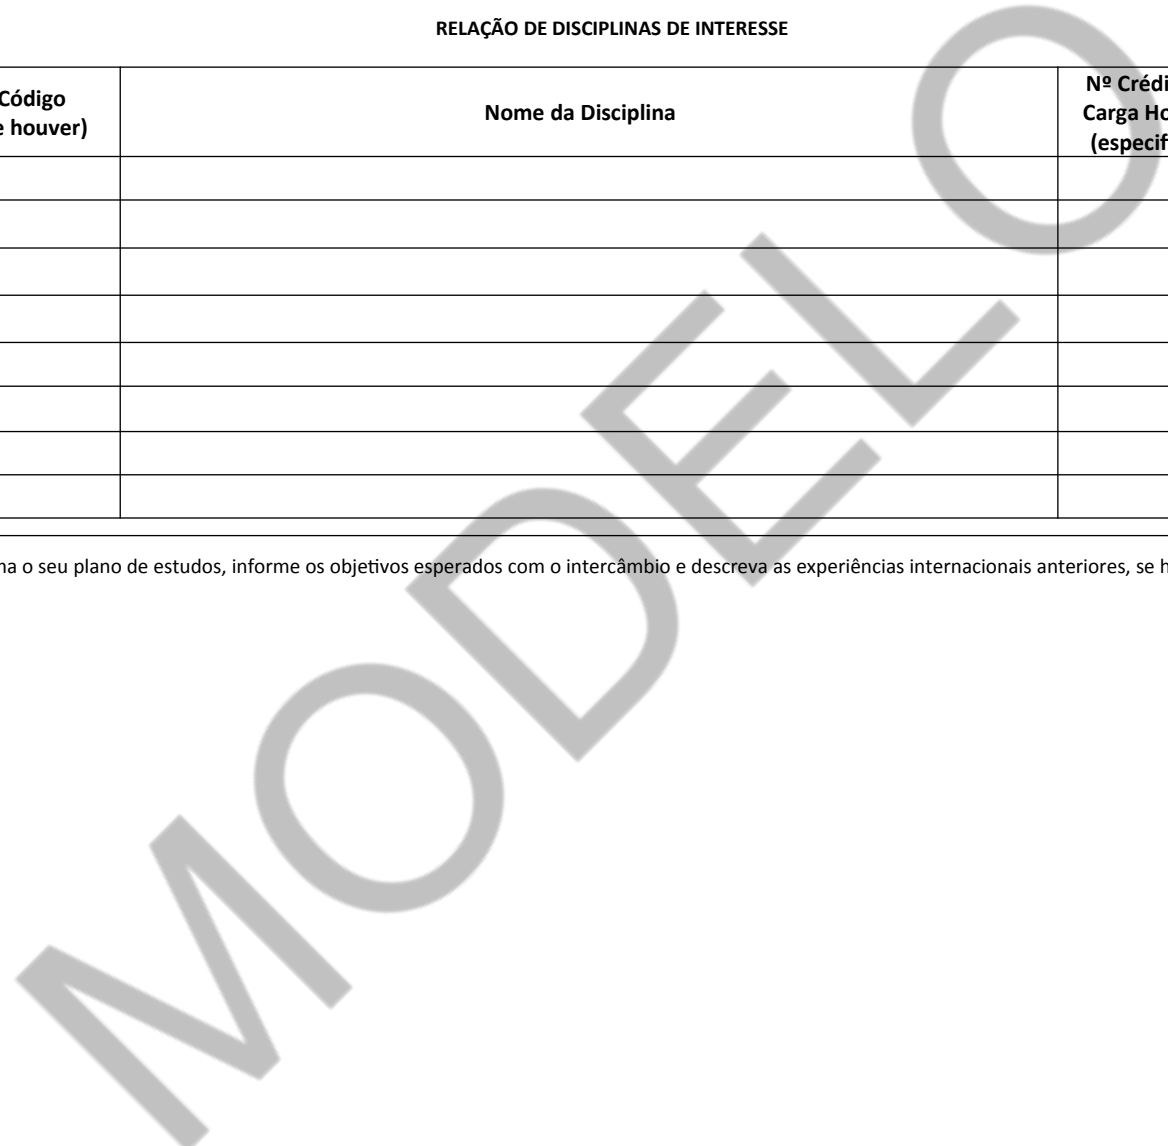 RELAÇÃO DE DISCIPLINAS DE INTERESSE
Código
houver)
Nome da Disciplina
Nº Crédi
Carga Ho
(especif
o seu plano de estudos, informe os objetivos esperados com o intercâmbio e descreva as experiências internacionais anteriores, se h
MODELO